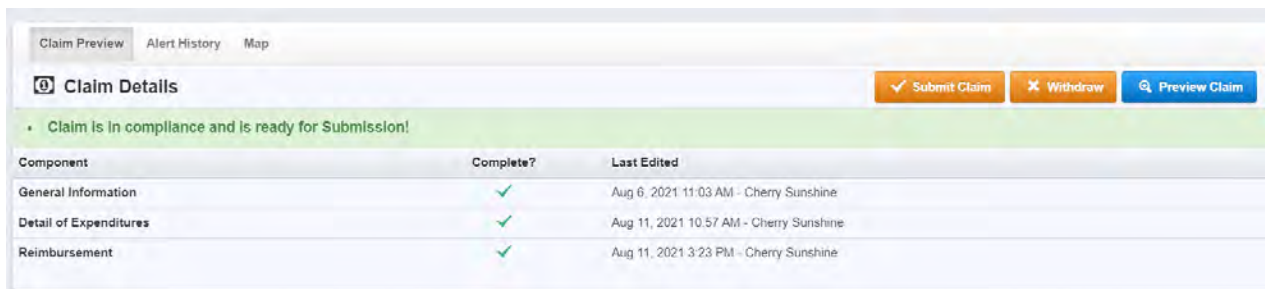 Claim Preview Alert History Map
Claim Details Submit Claim Withdraw Preview Claim
Claim is in compliance and is ready for Submission!
Component Complete? Last Edited
General Information Aug 6, 2021 11:03 AM - Cherry Sunshine
Detail of Expenditures Aug 11, 2021 10:57 AM - Cherry Sunshine
Reimbursement Aug 11, 2021 3:23 PM - Cherry Sunshine